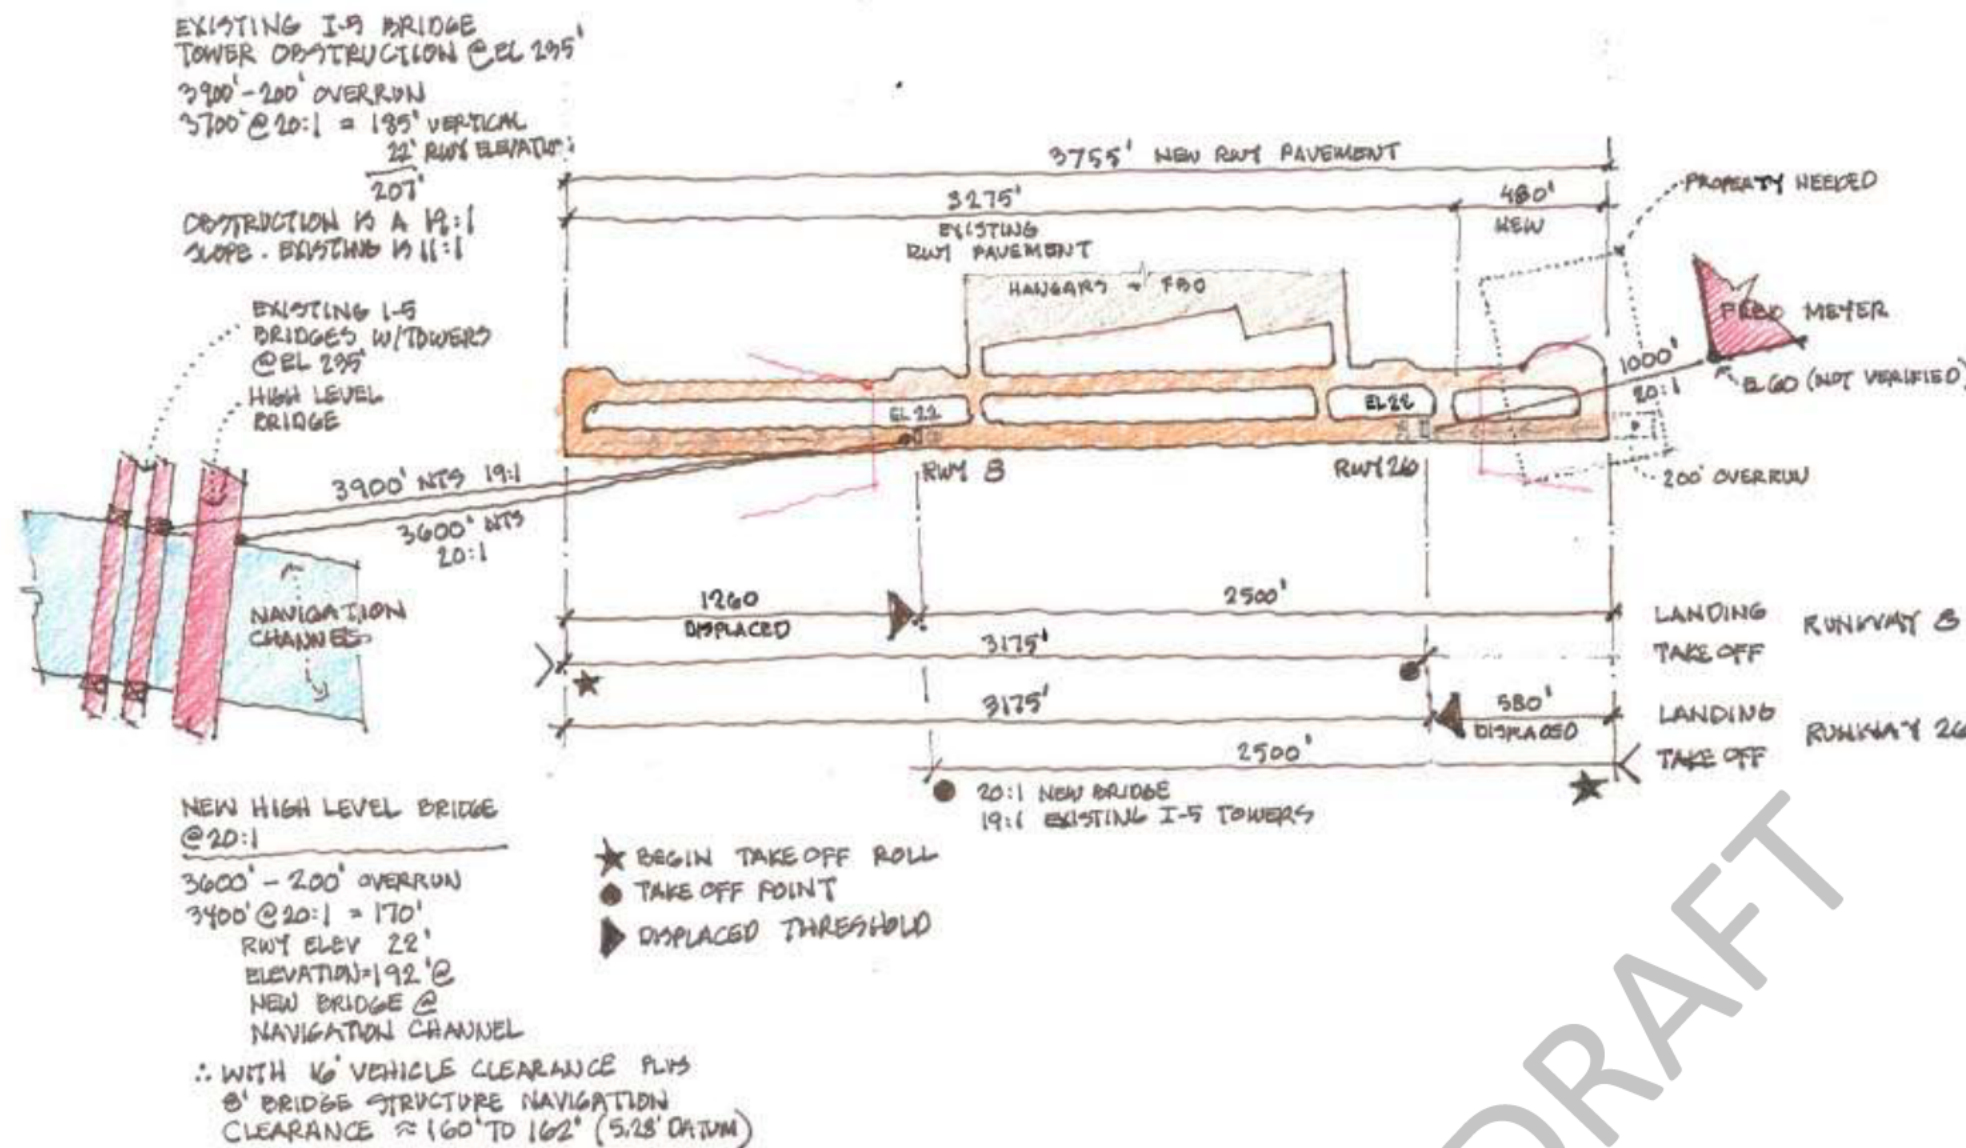 EXISTING I-5 BRIDGE
TOWER OBSTRUCTION @ EL 235'
3900' - 200' OVERRUN
3700' @ 20:1 = 185' VERTICAL
22' RWY ELEVATION
207'
OBSTRUCTION IS A 19:1
SLOPE. EXISTING IS 11:1
3755' NEW RWY PAVEMENT
3275'
EXISTING
RWY PAVEMENT
480'
NEW
PROPERTY NEEDED
HANGARS + FBO
FRED MEYER
EL 60 (NOT VERIFIED)
1000'
20:1
EXISTING I-5
BRIDGES W/TOWERS
@ EL 235'
HIGH LEVEL
BRIDGE
EL 22
EL 22
P
RWY 8
RWY 26
200' OVERRUN
3900' NTS 19:1
3600' NTS
20:1
NAVIGATION
CHANNELS
1260
DISPLACED
2500'
LANDING
RUNWAY 8
3175'
TAKE OFF
3175'
580'
DISPLACED
LANDING
RUNWAY 26
2500'
TAKE OFF
20:1 NEW BRIDGE
19:1 EXISTING I-5 TOWERS
NEW HIGH LEVEL BRIDGE
@ 20:1
3600' - 200' OVERRUN
3400' @ 20:1 = 170'
RWY ELEV 22'
ELEVATION=192' @
NEW BRIDGE @
NAVIGATION CHANNEL
∴ WITH 16' VEHICLE CLEARANCE PLUS
8' BRIDGE STRUCTURE NAVIGATION
CLEARANCE ≈ 160' TO 162' (5.28' DATUM)
BEGIN TAKE OFF ROLL
TAKE OFF POINT
DISPLACED THRESHOLD
DRAFT